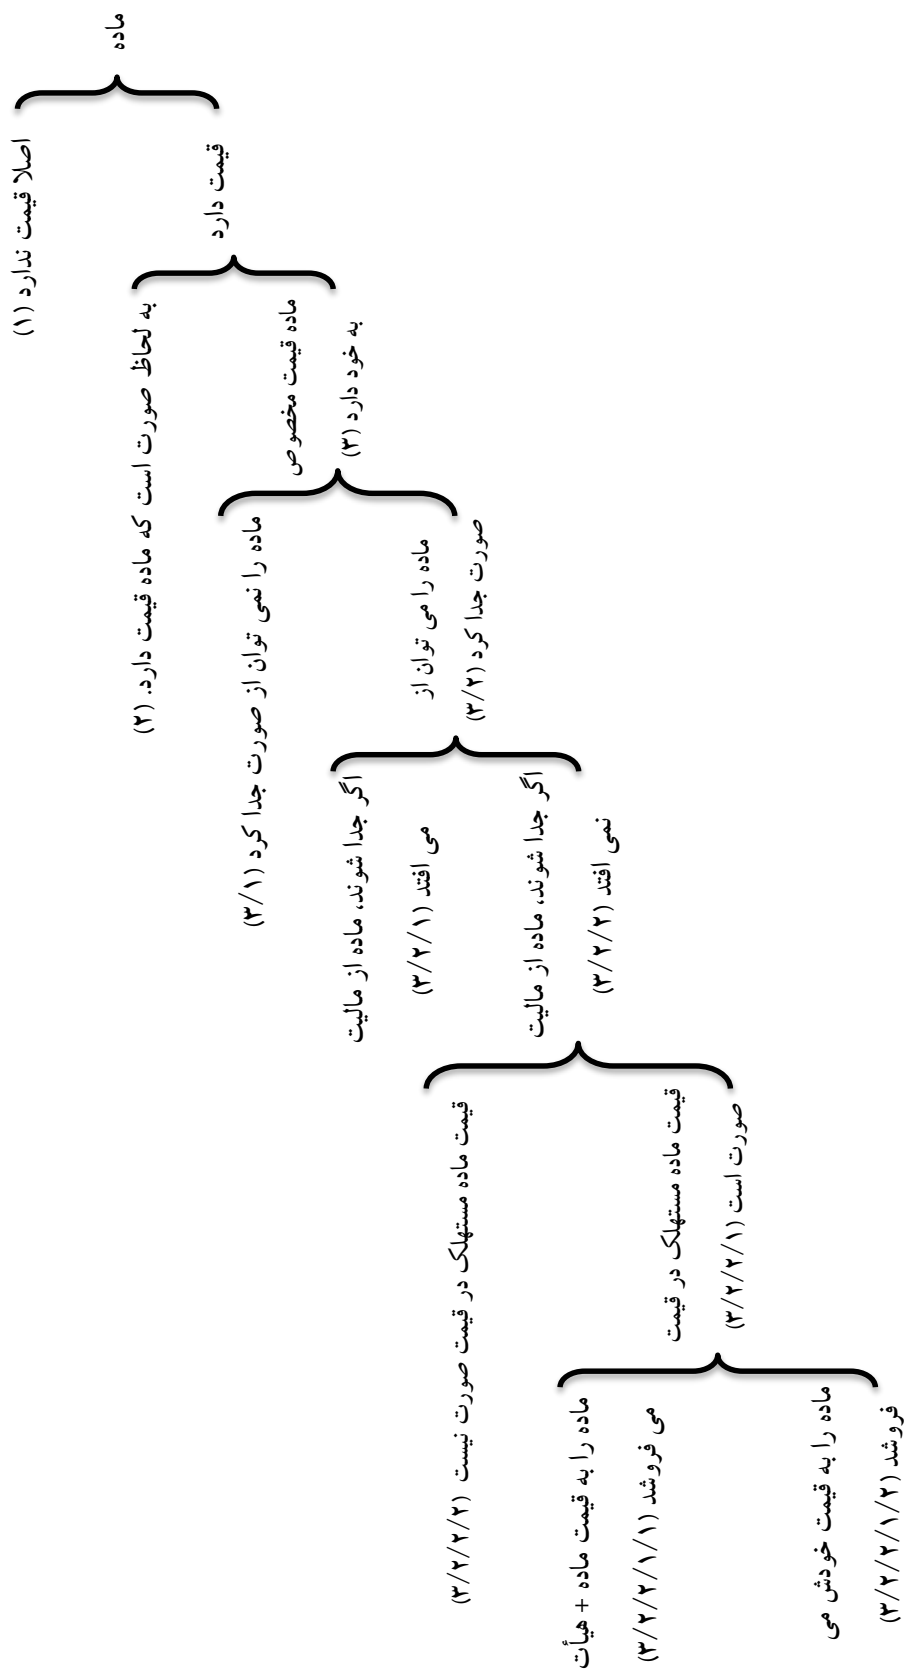 ماده
اصلا قیمت ندارد (۱)
قیمت دارد
به لحاظ صورت است که ماده قیمت دارد. (۲)
ماده قیمت مخصوص
به خود دارد (۳)
ماده را نمی توان از صورت جدا کرد (۳/۱)
ماده را می توان از
صورت جدا کرد (۳/۲)
اگر جدا شوند، ماده از مالیت
می افتد (۳/۲/۱)
اگر جدا شوند، ماده از مالیت
نمی افتد (۳/۲/۲)
قیمت ماده مستهلک در قیمت صورت نیست (۳/۲/۲/۲)
قیمت ماده مستهلک در قیمت
صورت است (۳/۲/۲/۱)
ماده را به قیمت ماده + هیأت
می فروشد (۳/۲/۲/۱/۱)
ماده را به قیمت خودش می
فروشد (۳/۲/۲/۱/۲)